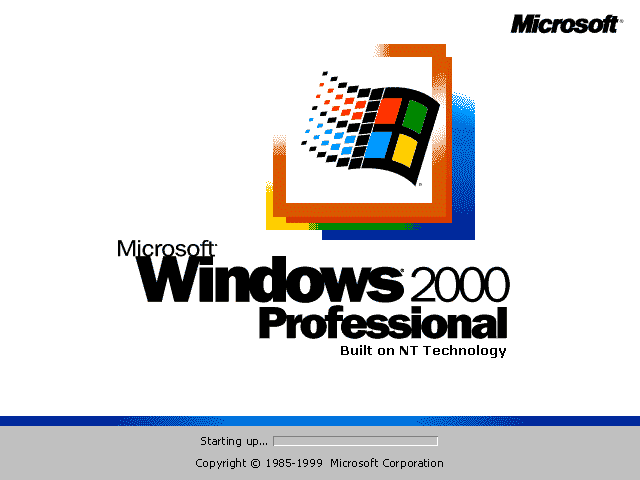 Microsoft®
Microsoft®
Windows® 2000
Professional
Built on NT Technology
Starting up...
Copyright © 1985-1999 Microsoft Corporation